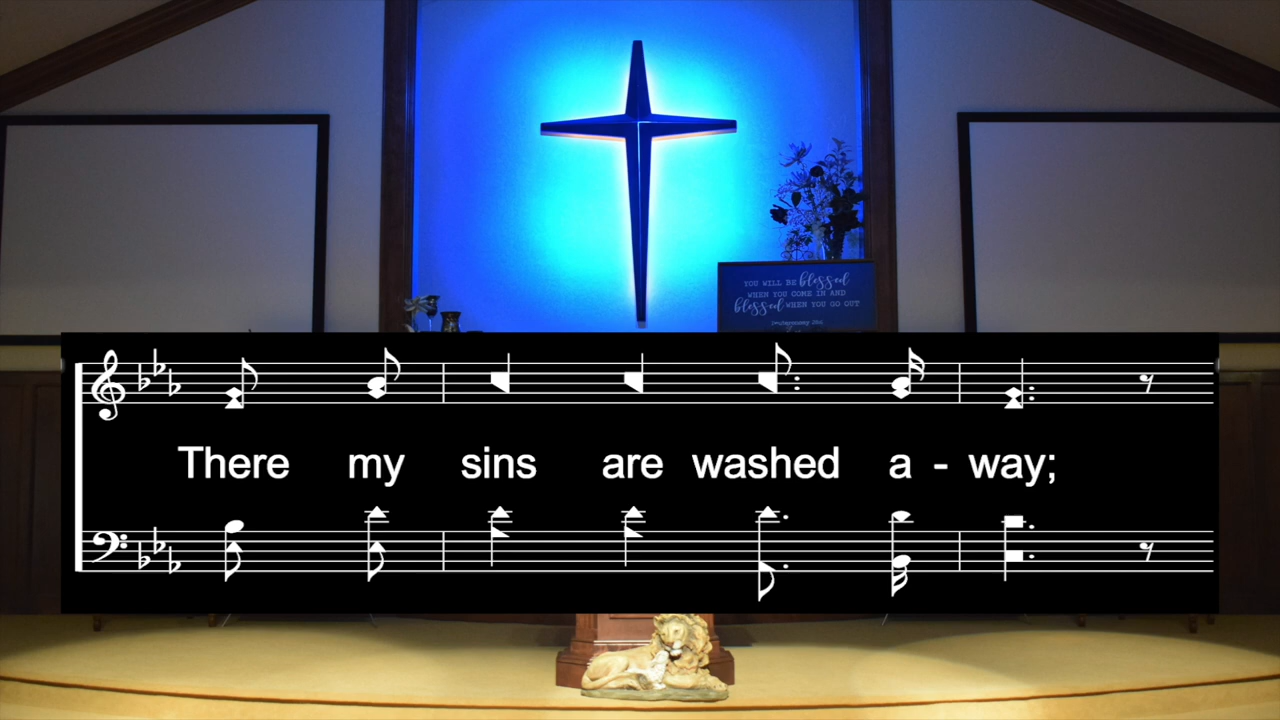 YOU WILL BE blessed
WHEN YOU COME IN AND
blessed WHEN YOU GO OUT
There my sins are washed a - way;